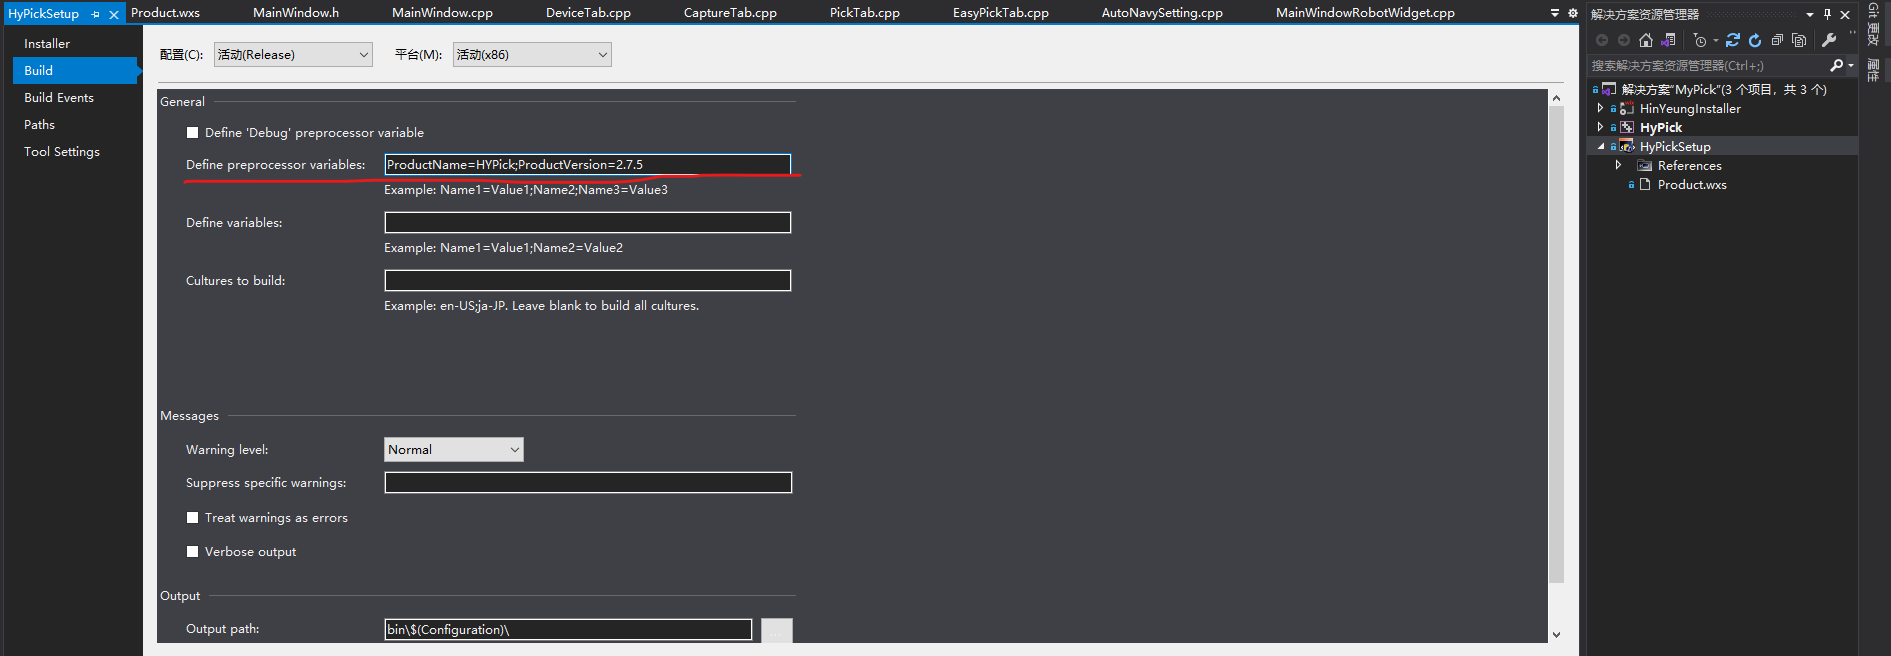 HyPickSetup
Product.wxs
MainWindow.h
MainWindow.cpp
DeviceTab.cpp
CaptureTab.cpp
PickTab.cpp
EasyPickTab.cpp
AutoNavySetting.cpp
MainWindowRobotWidget.cpp
Installer
Build
Build Events
Paths
Tool Settings
配置(C):
活动(Release)
平台(M):
活动(x86)
General
Define 'Debug' preprocessor variable
Define preprocessor variables:
ProductName=HYPick;ProductVersion=2.7.5
Example: Name1=Value1;Name2;Name3=Value3
Define variables:
Example: Name1=Value1;Name2=Value2
Cultures to build:
Example: en-US;ja-JP. Leave blank to build all cultures.
Messages
Warning level:
Normal
Suppress specific warnings:
Treat warnings as errors
Verbose output
Output
Output path:
bin\$(Configuration)\
...
解决方案资源管理器
搜索解决方案资源管理器(Ctrl+;)
解决方案"MyPick"(3 个项目，共 3 个)
HinYeungInstaller
HyPick
HyPickSetup
References
Product.wxs
Git 更改
属性